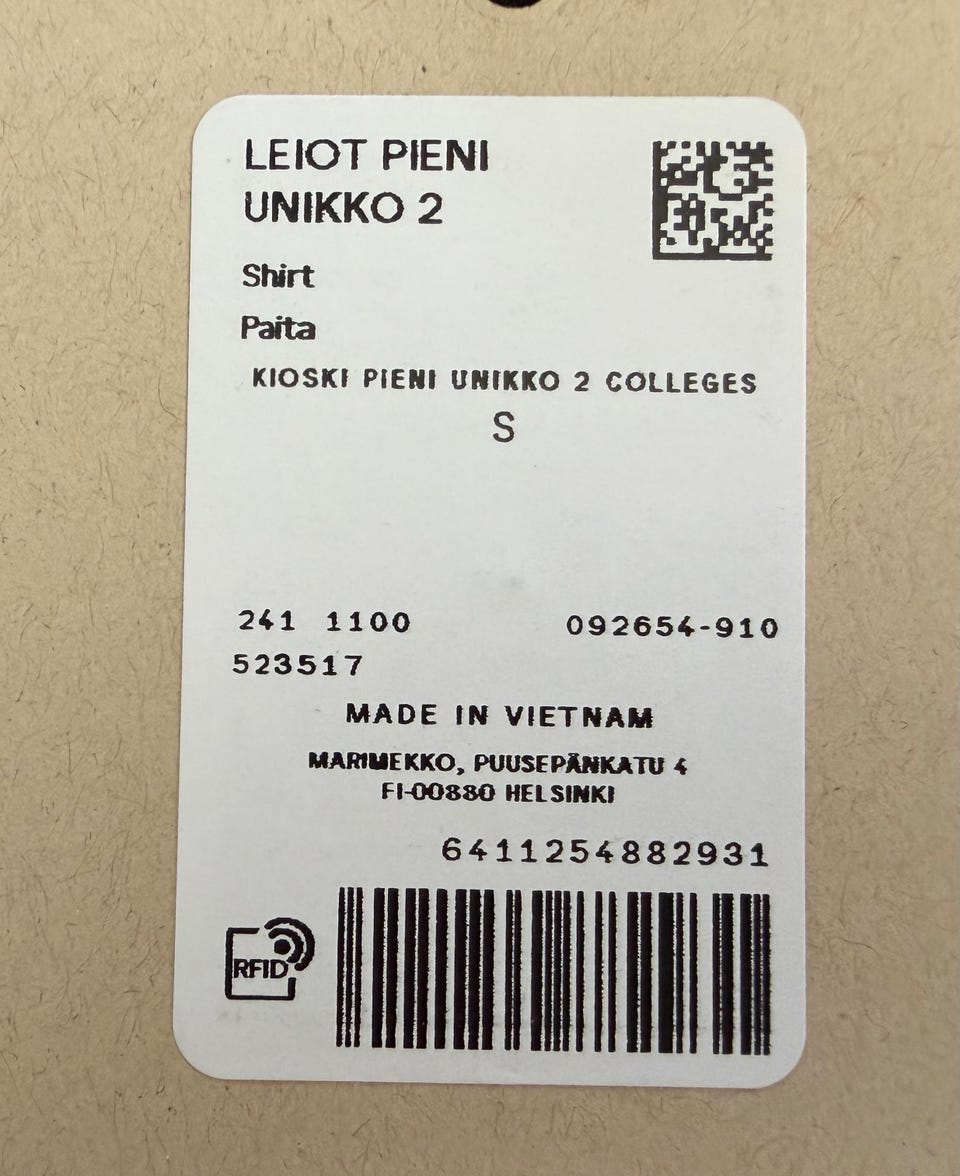 LEIOT PIENI
UNIKKO 2
Shirt
Paita
KIOSKI PIENI UNIKKO 2 COLLEGES
S
241 1100 092654-910
523517
MADE IN VIETNAM
MARIMEKKO, PUUSEPÄNKATU 4
FI-00880 HELSINKI
6411254882931
RFID